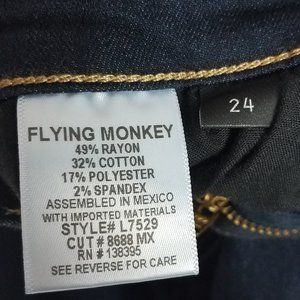 FLYING MONKEY
49% RAYON
32% COTTON
17% POLYESTER
2% SPANDEX
ASSEMBLED IN MEXICO
WITH IMPORTED MATERIALS
STYLE# L7529
CUT # 8688 MX
RN # 138395
SEE REVERSE FOR CARE
24